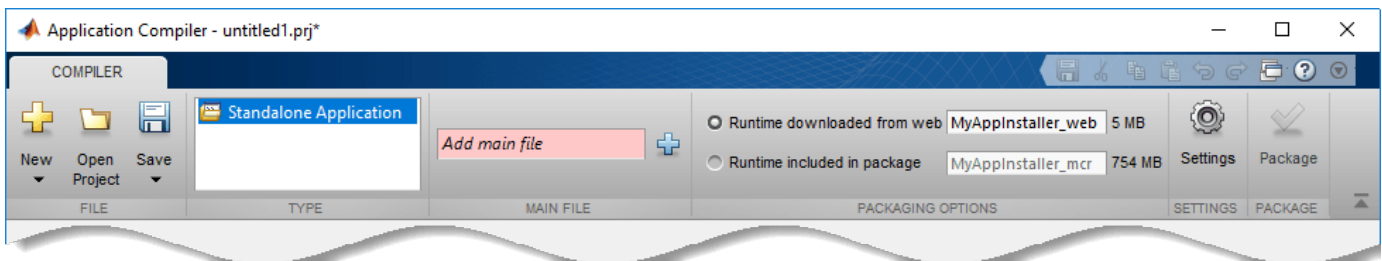 Application Compiler - untitled1.prj*
COMPILER
New
Open Project
Save
FILE
Standalone Application
TYPE
Add main file
MAIN FILE
Runtime downloaded from web MyAppInstaller_web 5 MB
Runtime included in package MyAppInstaller_mcr 754 MB
PACKAGING OPTIONS
Settings
SETTINGS
Package
PACKAGE